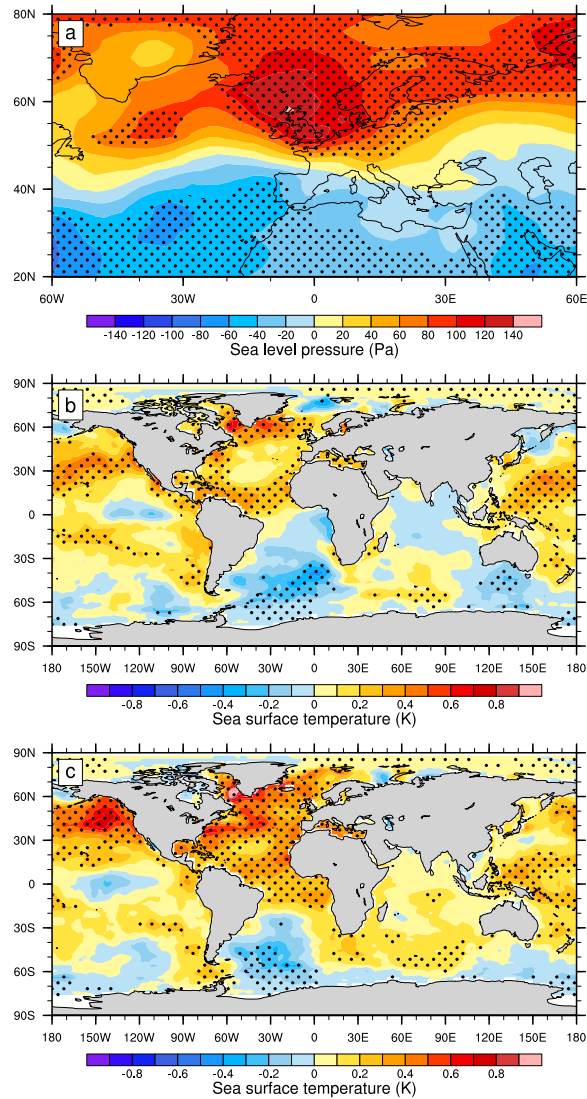 a
80N
60N
40N
20N
60W 30W 0 30E 60E
-140 -120 -100 -80 -60 -40 -20 0 20 40 60 80 100 120 140
Sea level pressure (Pa)
b
90N
60N
30N
0
30S
60S
90S
180 150W 120W 90W 60W 30W 0 30E 60E 90E 120E 150E 180
-0.8 -0.6 -0.4 -0.2 0 0.2 0.4 0.6 0.8
Sea surface temperature (K)
c
90N
60N
30N
0
30S
60S
90S
180 150W 120W 90W 60W 30W 0 30E 60E 90E 120E 150E 180
-0.8 -0.6 -0.4 -0.2 0 0.2 0.4 0.6 0.8
Sea surface temperature (K)